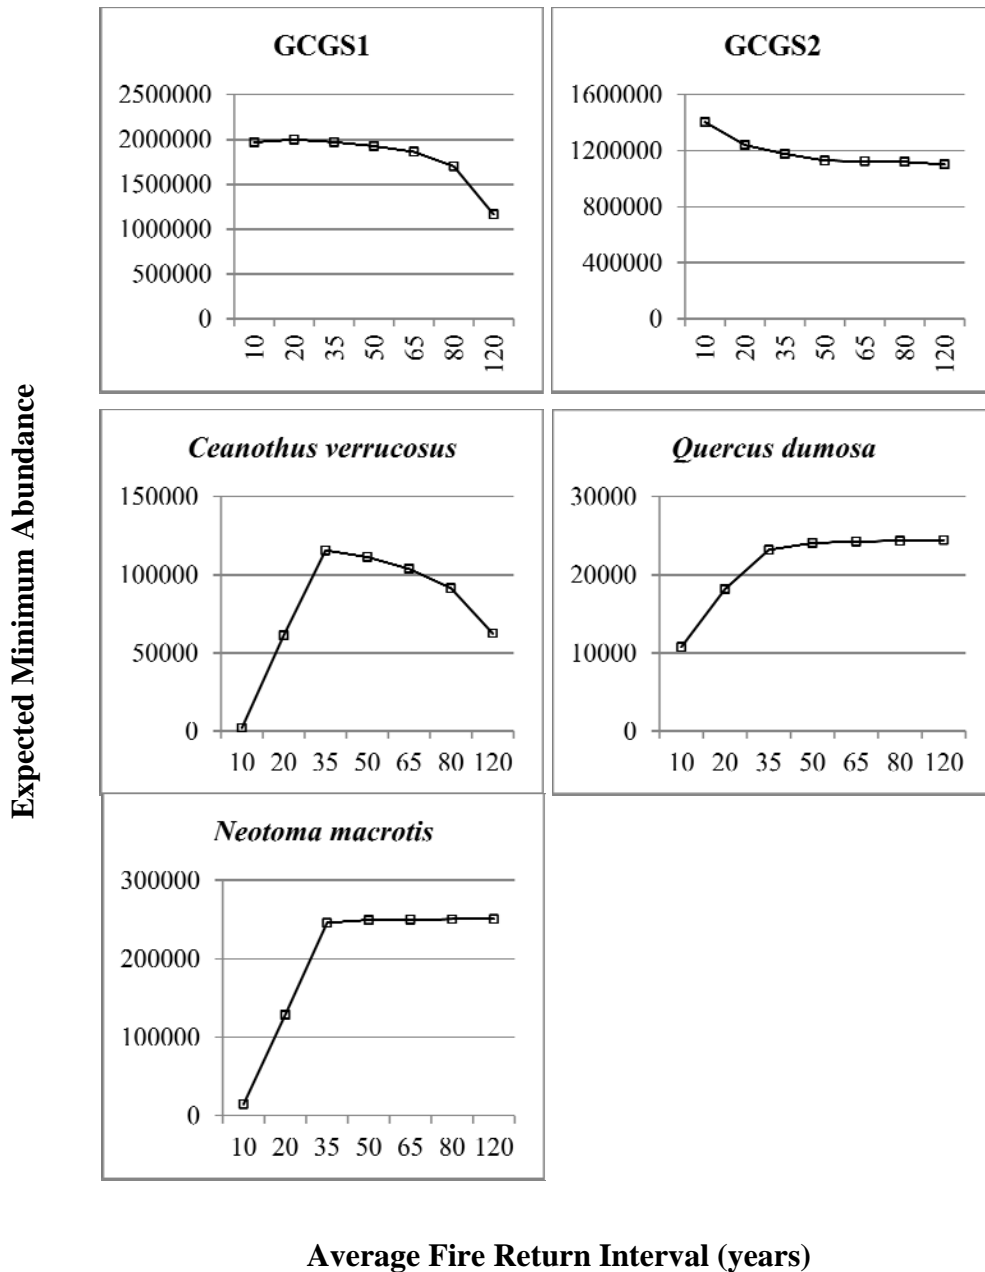 GCGS1
2500000
2000000
1500000
1000000
500000
0
10 20 35 50 65 80 120
GCGS2
1600000
1200000
800000
400000
0
10 20 35 50 65 80 120
Expected Minimum Abundance
Ceanothus verrucosus
150000
100000
50000
0
10 20 35 50 65 80 120
Quercus dumosa
30000
20000
10000
0
10 20 35 50 65 80 120
Neotoma macrotis
300000
200000
100000
0
10 20 35 50 65 80 120
Average Fire Return Interval (years)